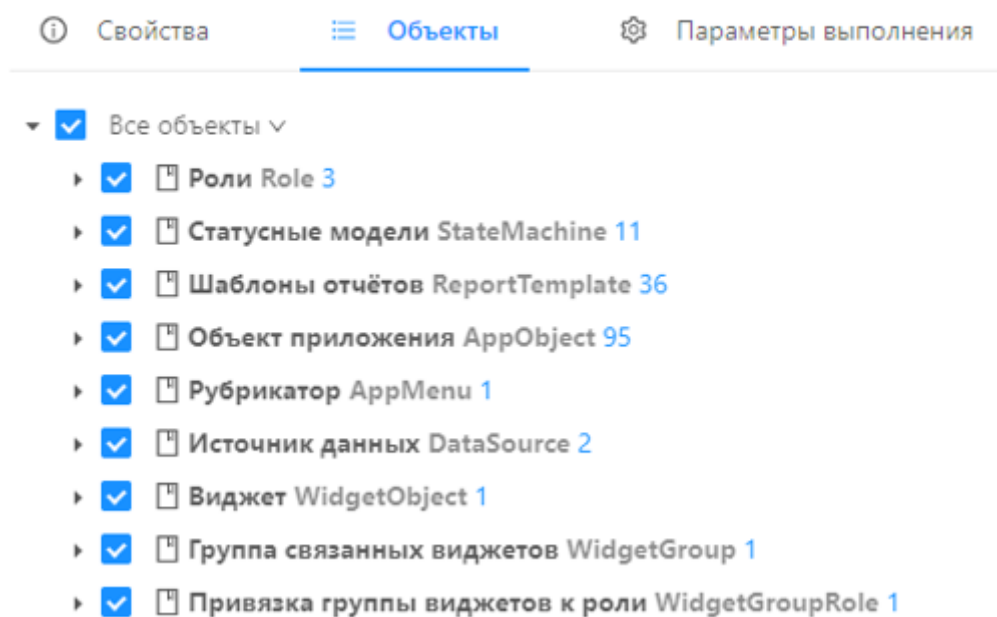 Свойства Объекты Параметры выполнения
Все объекты
Роли Role 3
Статусные модели StateMachine 11
Шаблоны отчётов ReportTemplate 36
Объект приложения AppObject 95
Рубрикатор AppMenu 1
Источник данных DataSource 2
Виджет WidgetObject 1
Группа связанных виджетов WidgetGroup 1
Привязка группы виджетов к роли WidgetGroupRole 1